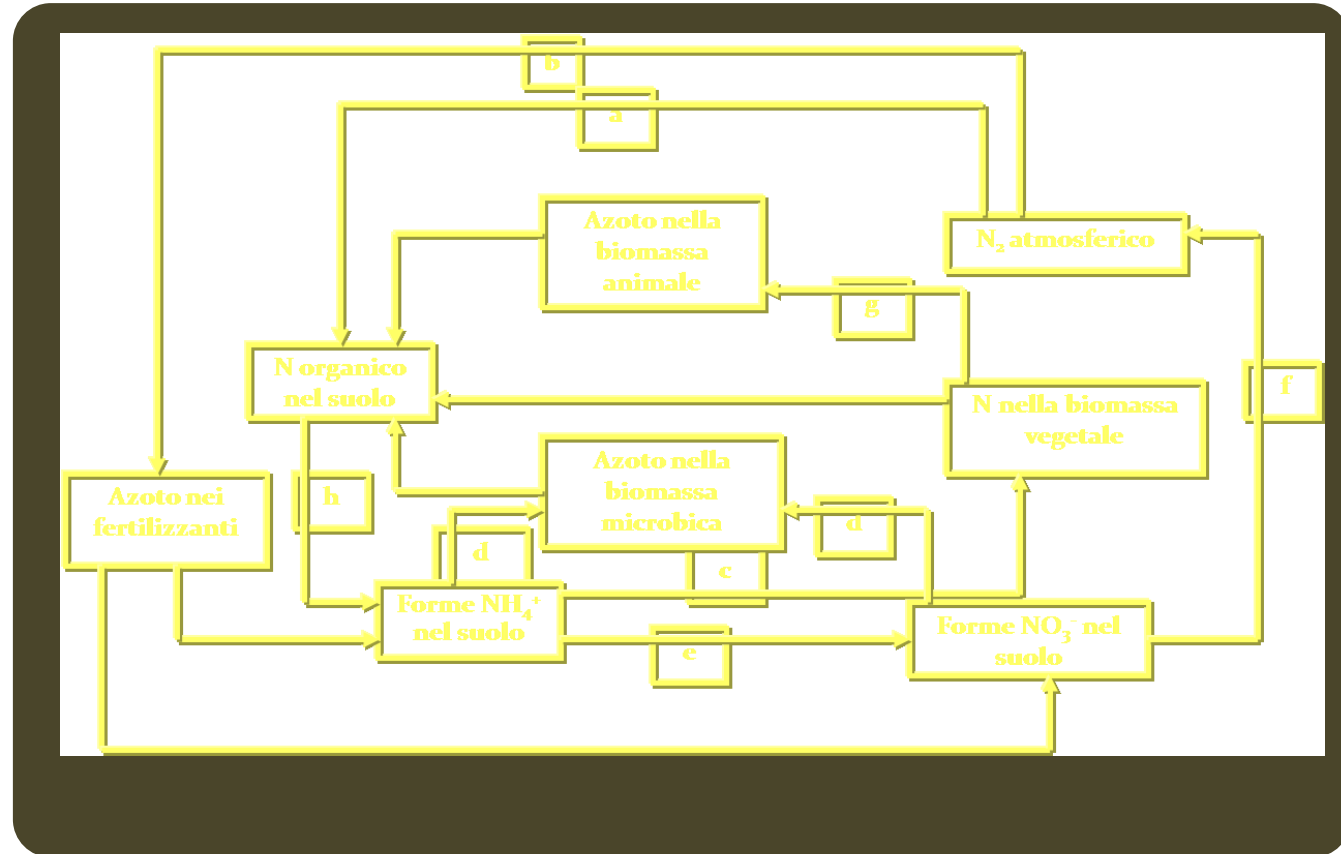 b
a
Azoto nella
biomassa
animale
N₂ atmosferico
g
N organico
nel suolo
f
N nella biomassa
vegetale
Azoto nella
biomassa
microbica
Azoto nei
fertilizzanti
h
d
d
c
Forme NH₄⁺
nel suolo
Forme NO₃⁻ nel
suolo
e